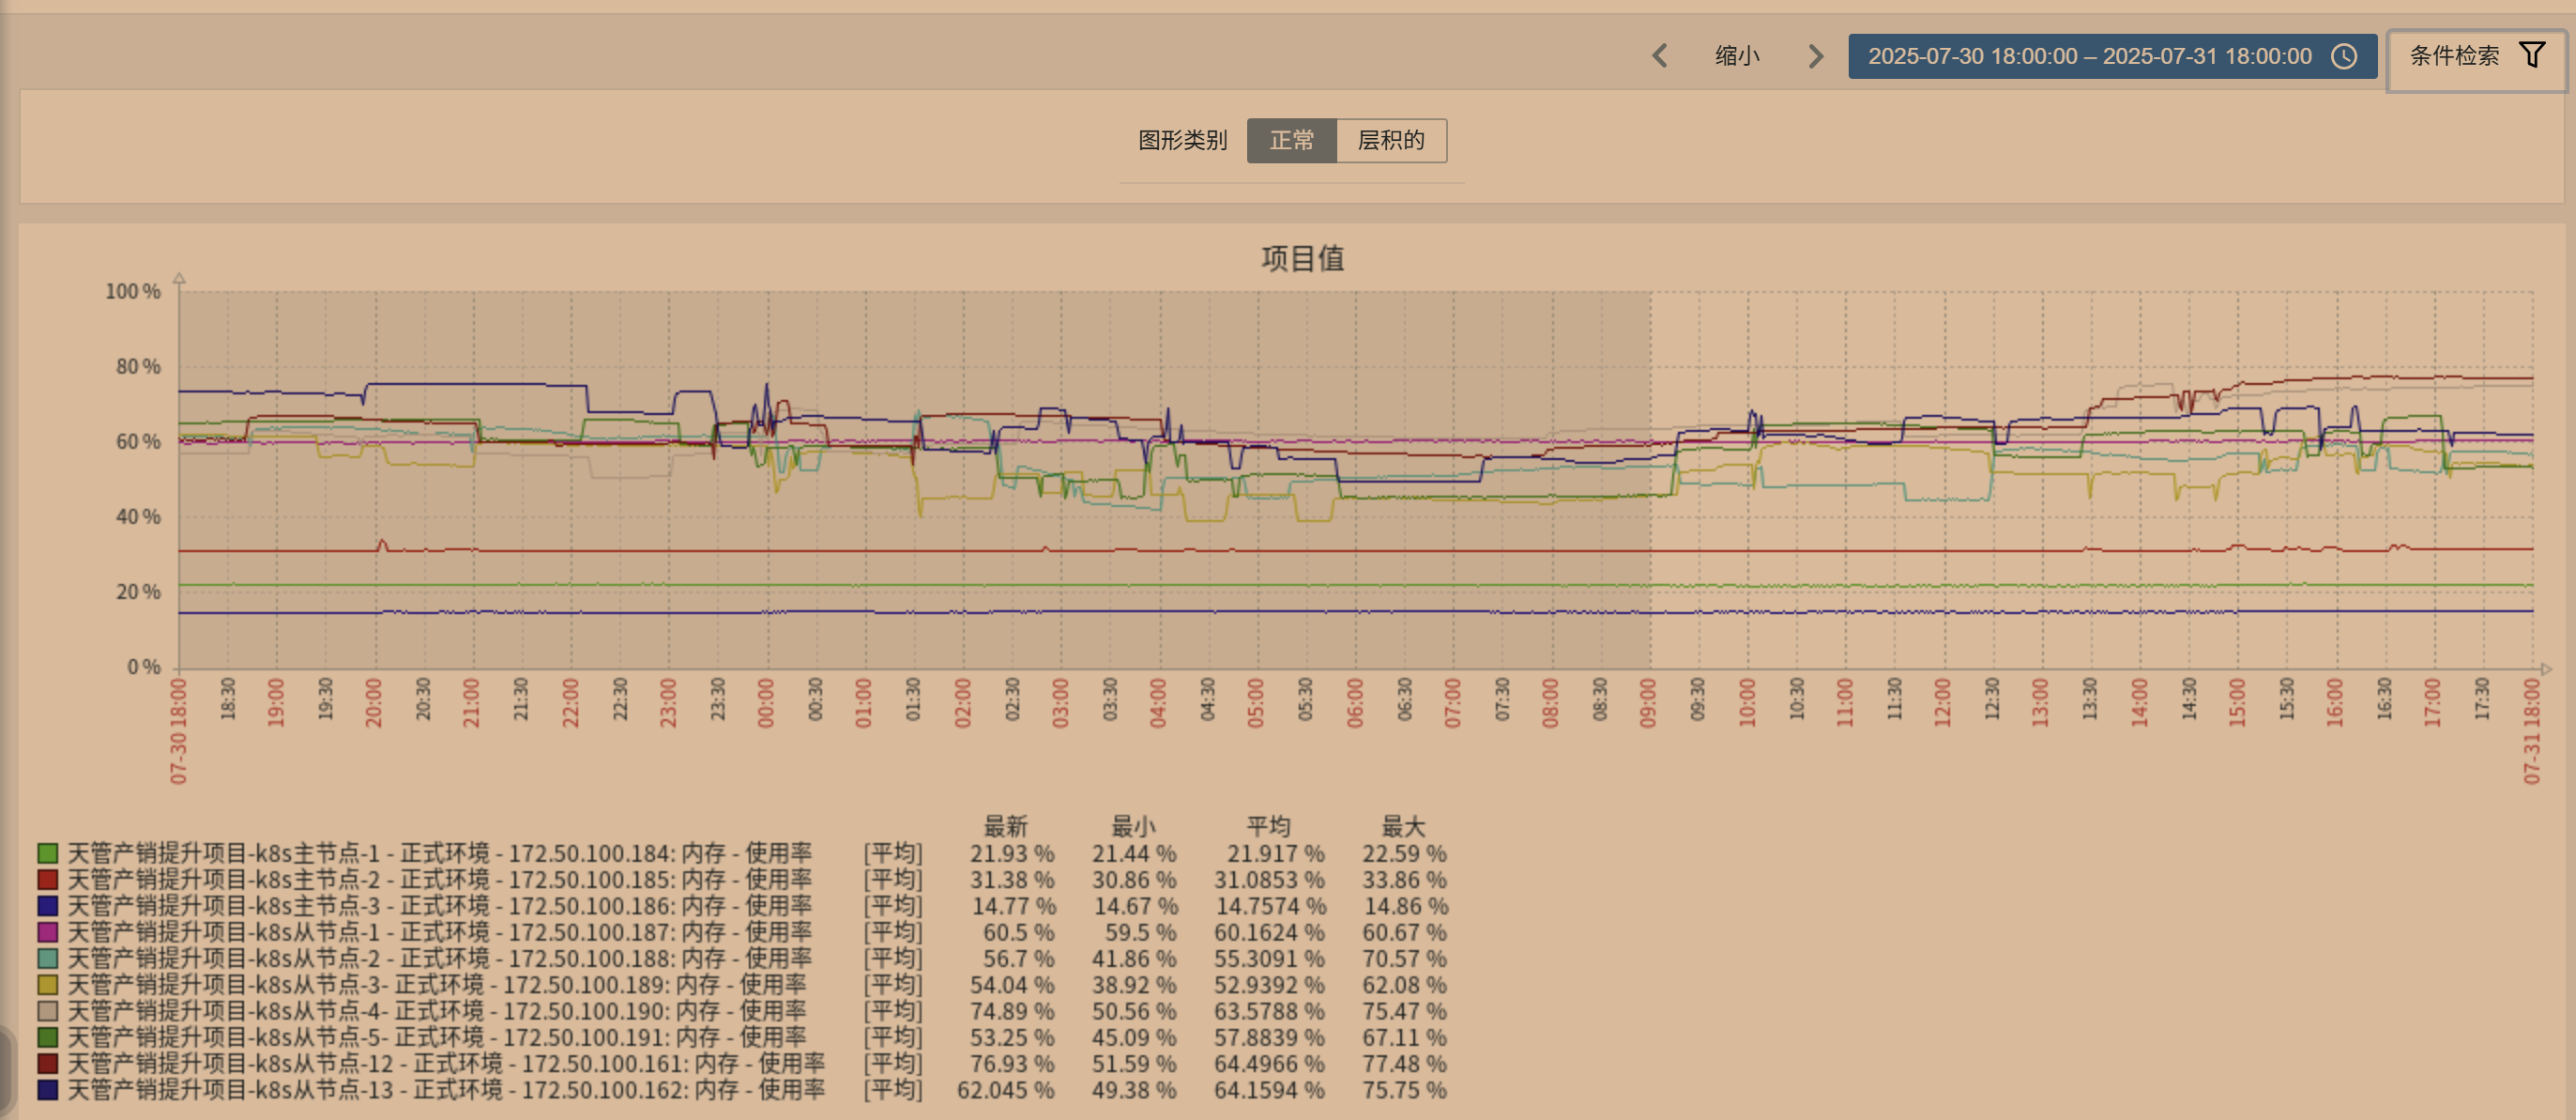 缩小 2025-07-30 18:00:00 – 2025-07-31 18:00:00 条件检索
图形类别 正常 层积的
项目值
100 %
80 %
60 %
40 %
20 %
0 %
07-30 18:00 18:30 19:00 19:30 20:00 20:30 21:00 21:30 22:00 22:30 23:00 23:30 00:00 00:30 01:00 01:30 02:00 02:30 03:00 03:30 04:00 04:30 05:00 05:30 06:00 06:30 07:00 07:30 08:00 08:30 09:00 09:30 10:00 10:30 11:00 11:30 12:00 12:30 13:00 13:30 14:00 14:30 15:00 15:30 16:00 16:30 17:00 17:30 07-31 18:00
最新 最小 平均 最大
天管产销提升项目-k8s主节点-1 - 正式环境 - 172.50.100.184: 内存 - 使用率 [平均] 21.93 % 21.44 % 21.917 % 22.59 %
天管产销提升项目-k8s主节点-2 - 正式环境 - 172.50.100.185: 内存 - 使用率 [平均] 31.38 % 30.86 % 31.0853 % 33.86 %
天管产销提升项目-k8s主节点-3 - 正式环境 - 172.50.100.186: 内存 - 使用率 [平均] 14.77 % 14.67 % 14.7574 % 14.86 %
天管产销提升项目-k8s从节点-1 - 正式环境 - 172.50.100.187: 内存 - 使用率 [平均] 60.5 % 59.5 % 60.1624 % 60.67 %
天管产销提升项目-k8s从节点-2 - 正式环境 - 172.50.100.188: 内存 - 使用率 [平均] 56.7 % 41.86 % 55.3091 % 70.57 %
天管产销提升项目-k8s从节点-3- 正式环境 - 172.50.100.189: 内存 - 使用率 [平均] 54.04 % 38.92 % 52.9392 % 62.08 %
天管产销提升项目-k8s从节点-4- 正式环境 - 172.50.100.190: 内存 - 使用率 [平均] 74.89 % 50.56 % 63.5788 % 75.47 %
天管产销提升项目-k8s从节点-5- 正式环境 - 172.50.100.191: 内存 - 使用率 [平均] 53.25 % 45.09 % 57.8839 % 67.11 %
天管产销提升项目-k8s从节点-12 - 正式环境 - 172.50.100.161: 内存 - 使用率 [平均] 76.93 % 51.59 % 64.4966 % 77.48 %
天管产销提升项目-k8s从节点-13 - 正式环境 - 172.50.100.162: 内存 - 使用率 [平均] 62.045 % 49.38 % 64.1594 % 75.75 %